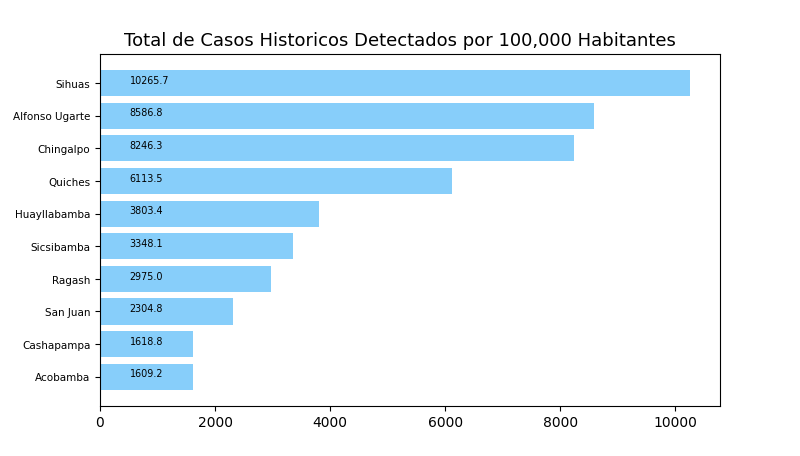 Total de Casos Historicos Detectados por 100,000 Habitantes
Sihuas 10265.7
Alfonso Ugarte 8586.8
Chingalpo 8246.3
Quiches 6113.5
Huayllabamba 3803.4
Sicsibamba 3348.1
Ragash 2975.0
San Juan 2304.8
Cashapampa 1618.8
Acobamba 1609.2
0 2000 4000 6000 8000 10000